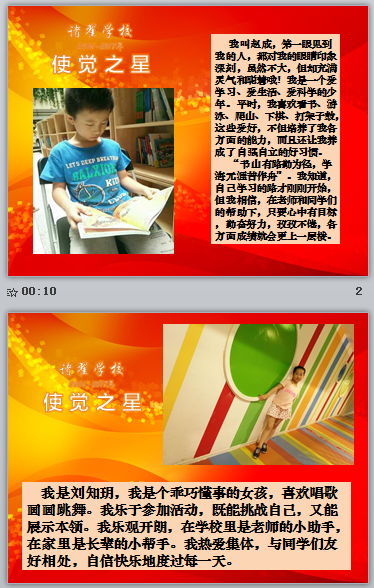 使觉之星
我叫赵成，第一眼见到
我的人，都对我的眼睛印象
深刻，虽然不大，但却充满
灵气和聪慧哦！我是一个爱
学习、爱生活、爱科学的少
年。平时，我喜欢看书、游
泳、爬山、下棋、打架子鼓，
这些爱好，不但培养了我各
方面的能力，而且还让我养
成了自强自立的好习惯。
“书山有路勤为径，学
海无涯苦作舟”。我知道，
自己学习的路才刚刚开始，
但我相信，在老师和同学们
的帮助下，只要心中有目标
，勤奋努力，孜孜不倦，各
方面成绩就会更上一层楼。
00:10
2
使觉之星
我是刘知玥，我是个乖巧懂事的女孩，喜欢唱歌
画画跳舞。我乐于参加活动，既能挑战自己，又能
展示本领。我乐观开朗，在学校里是老师的小助手，
在家里是长辈的小帮手。我热爱集体，与同学们友
好相处，自信快乐地度过每一天。